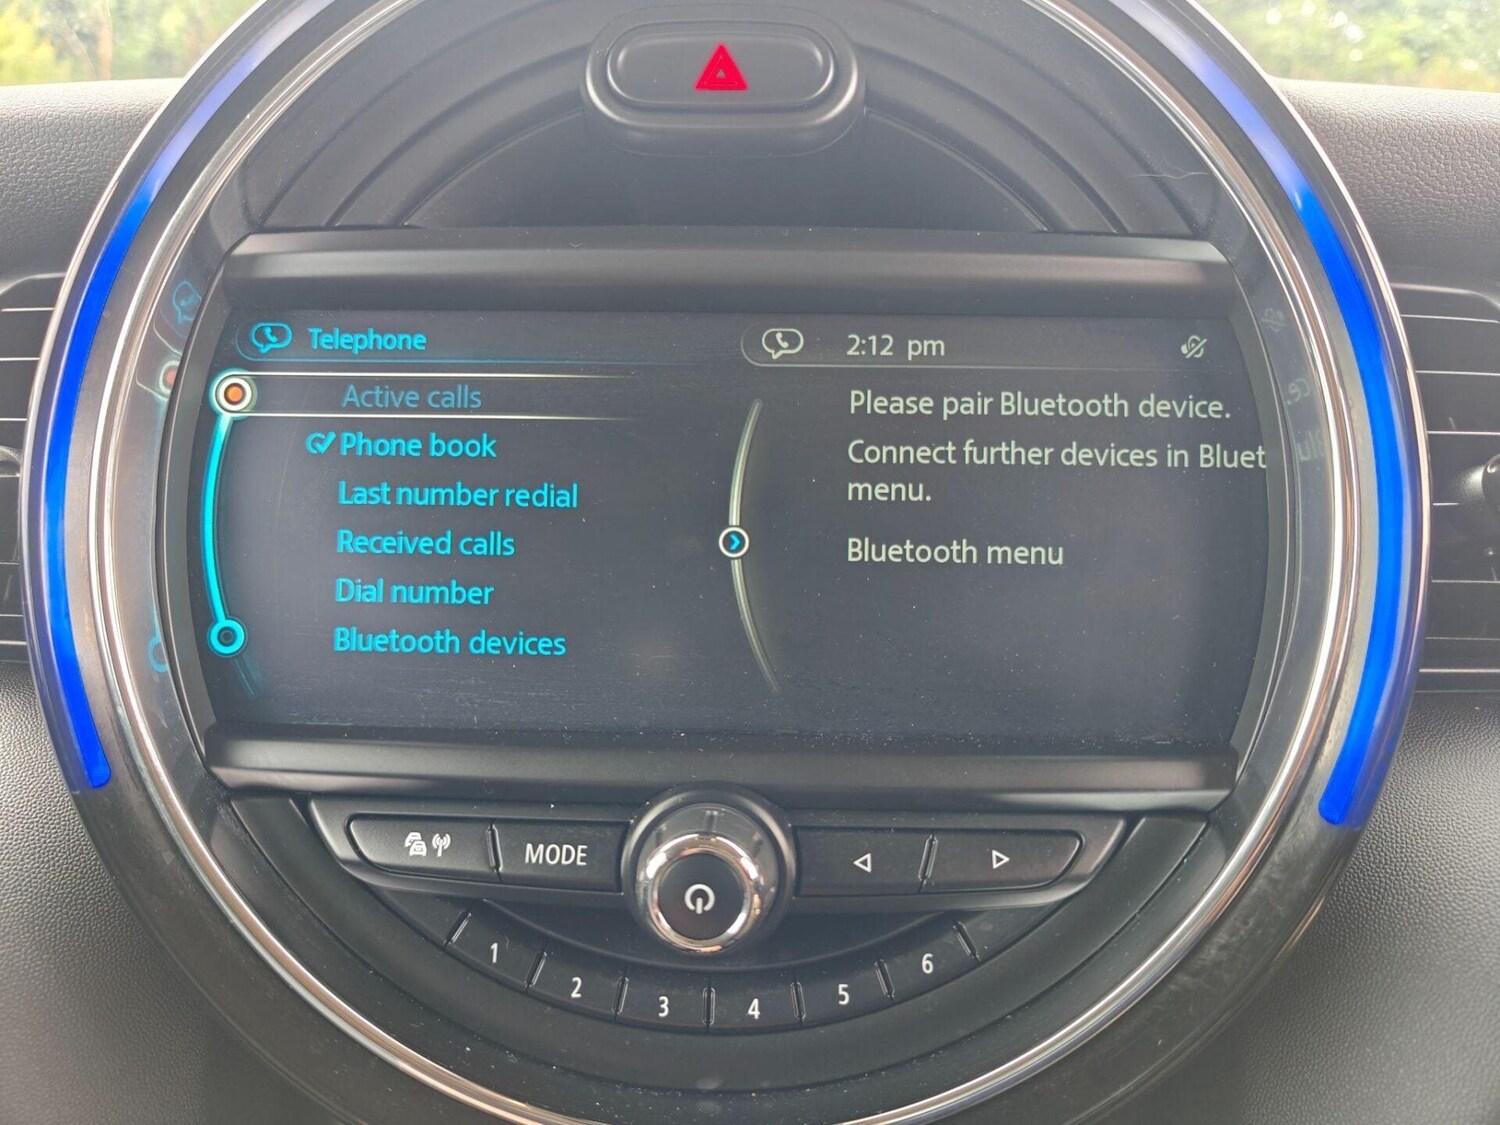 Telephone
Active calls
Phone book
Last number redial
Received calls
Dial number
Bluetooth devices
2:12 pm
Please pair Bluetooth device.
Connect further devices in Bluet
menu.
Bluetooth menu
MODE
1
2
3
4
5
6